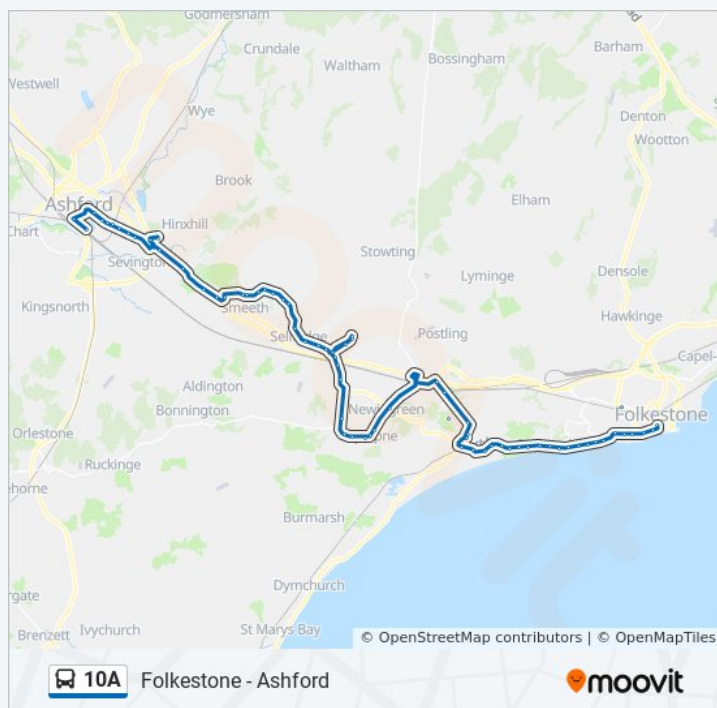 Godmersham
Crundale
Waltham
Bossingham
Barham
Westwell
Wye
Denton
Wootton
Brook
Elham
Ashford
Hinxhill
Chart
Stowting
Sevington
Lyminge
Densole
Kingsnorth
Smeeth
Hawkinge
Postling
Capel-
Aldington
Bonnington
Folkestone
Orlestone
Ruckinge
Burmarsh
Dymchurch
Brenzett
Ivychurch
St Marys Bay
© OpenStreetMap contributors | © OpenMapTiles
10A Folkestone - Ashford
moovit